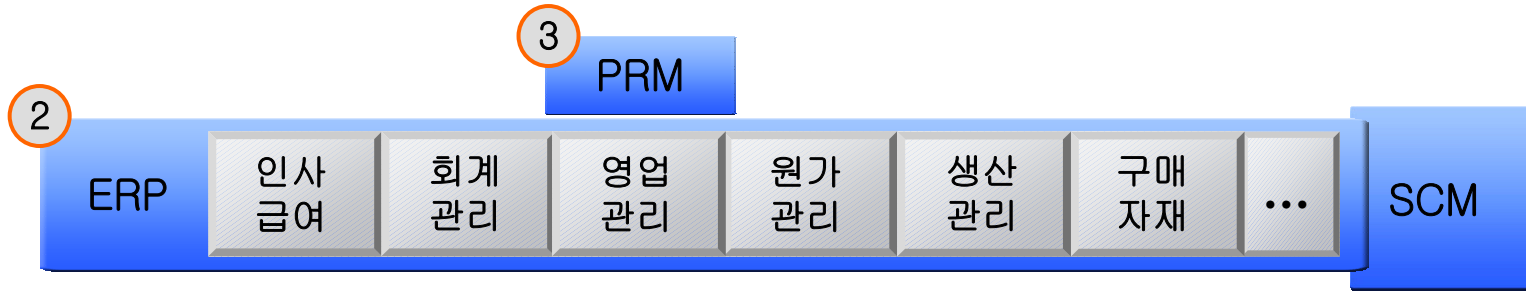 3
PRM
2
ERP
인사
급여
회계
관리
영업
관리
원가
관리
생산
관리
구매
자재
...
SCM